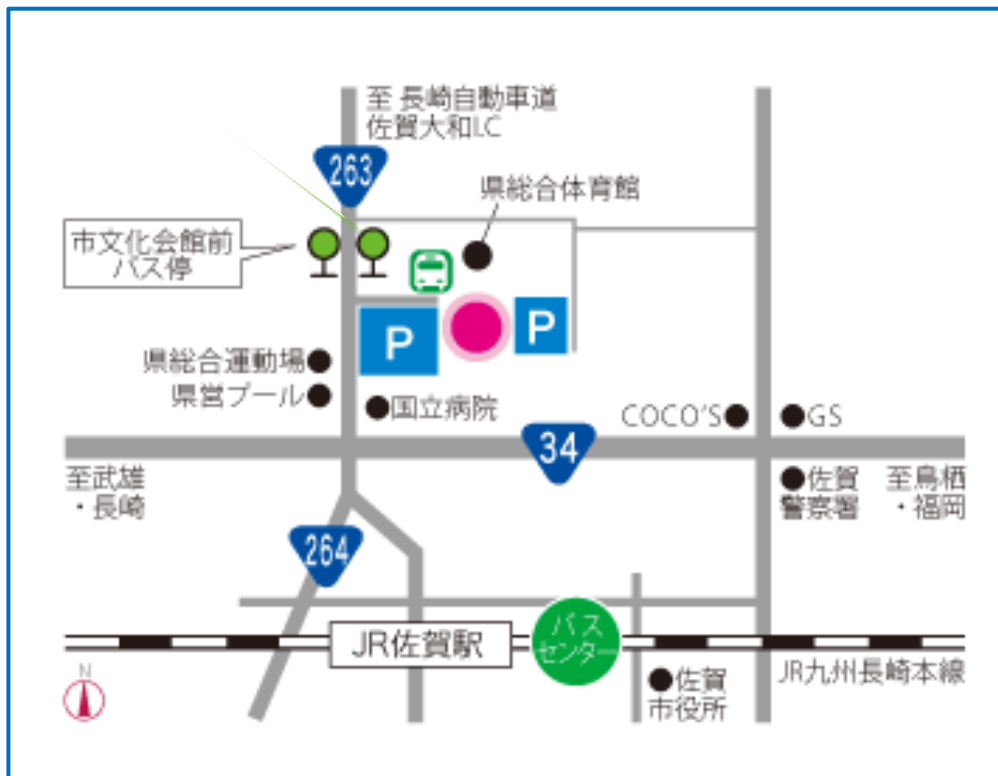 至 長崎自動車道
佐賀大和I.C
263
県総合体育館
市文化会館前
バス停
P
P
県総合運動場
県営プール
国立病院
COCO'S
GS
34
至武雄
・長崎
佐賀
警察署
至鳥栖
・福岡
264
バス
センター
JR佐賀駅
JR九州長崎本線
N
佐賀
市役所